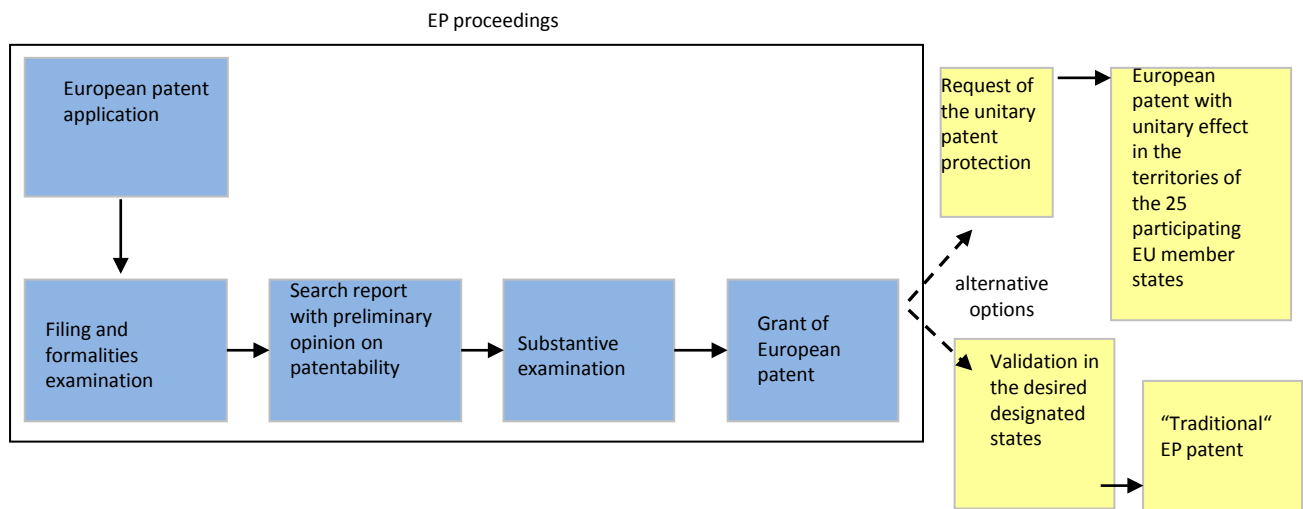 EP proceedings
European patent
application
Filing and
formalities
examination
Search report
with preliminary
opinion on
patentability
Substantive
examination
Grant of
European
patent
alternative
options
Request of
the unitary
patent
protection
European
patent with
unitary effect
in the
territories of
the 25
participating
EU member
states
Validation in
the desired
designated
states
“Traditional“
EP patent